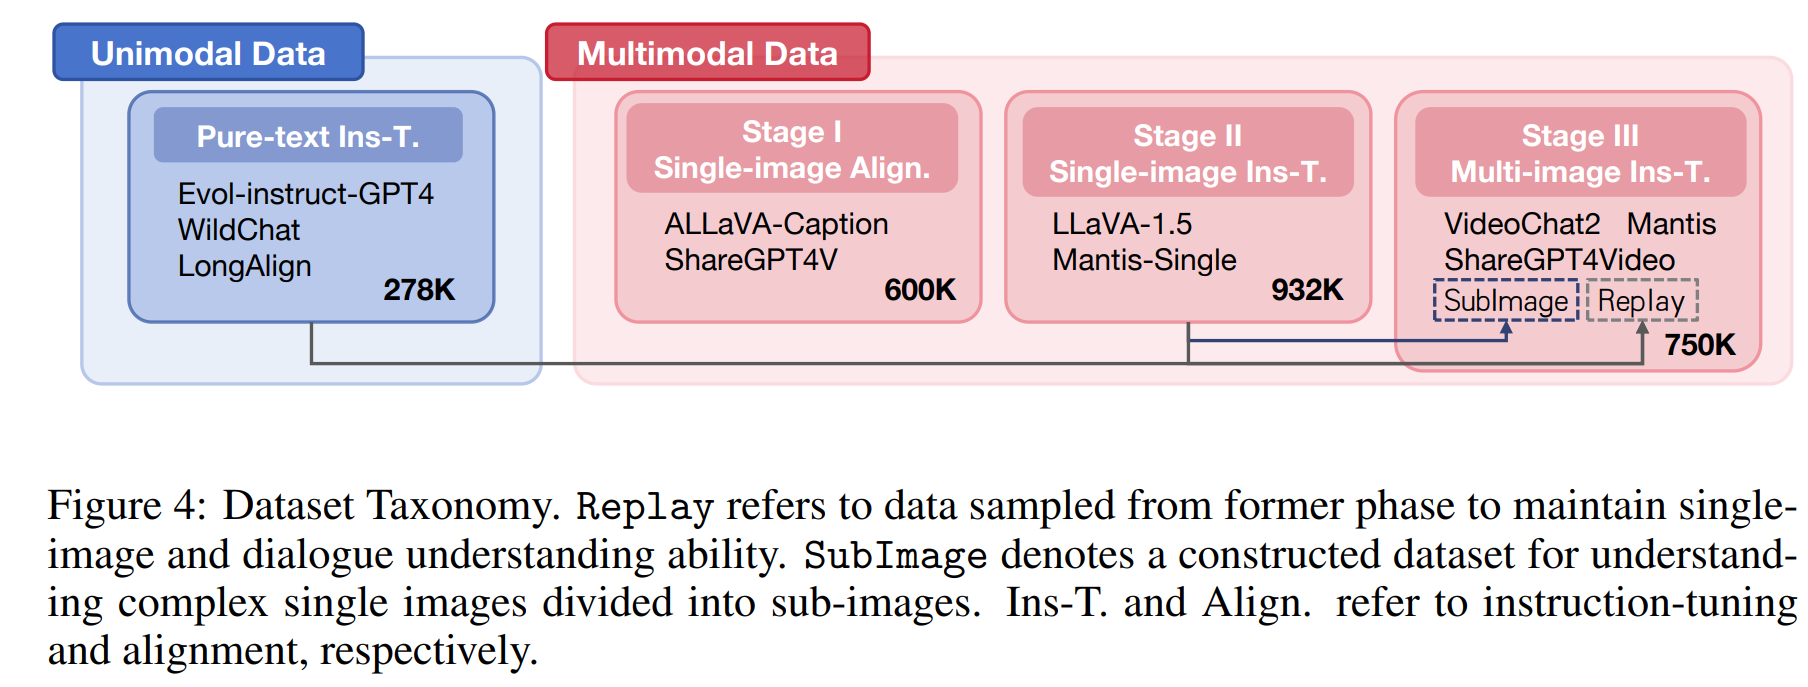 Unimodal Data
Pure-text Ins-T.
Evol-instruct-GPT4
WildChat
LongAlign
278K
Multimodal Data
Stage I
Single-image Align.
ALLaVA-Caption
ShareGPT4V
600K
Stage II
Single-image Ins-T.
LLaVA-1.5
Mantis-Single
932K
Stage III
Multi-image Ins-T.
VideoChat2 Mantis
ShareGPT4Video
SubImage Replay
750K
Figure 4: Dataset Taxonomy. Replay refers to data sampled from former phase to maintain single-
image and dialogue understanding ability. SubImage denotes a constructed dataset for understand-
ing complex single images divided into sub-images. Ins-T. and Align. refer to instruction-tuning
and alignment, respectively.